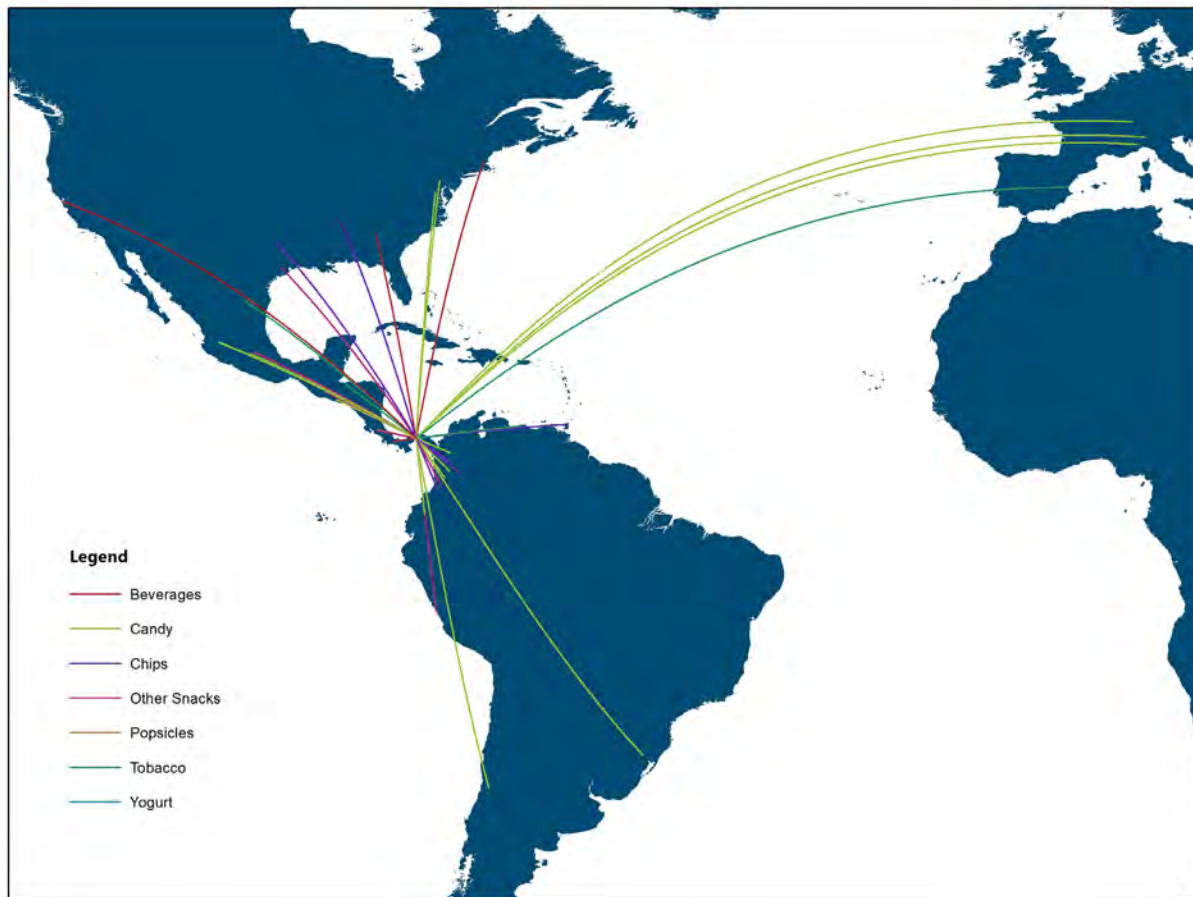 Legend
Beverages
Candy
Chips
Other Snacks
Popsicles
Tobacco
Yogurt